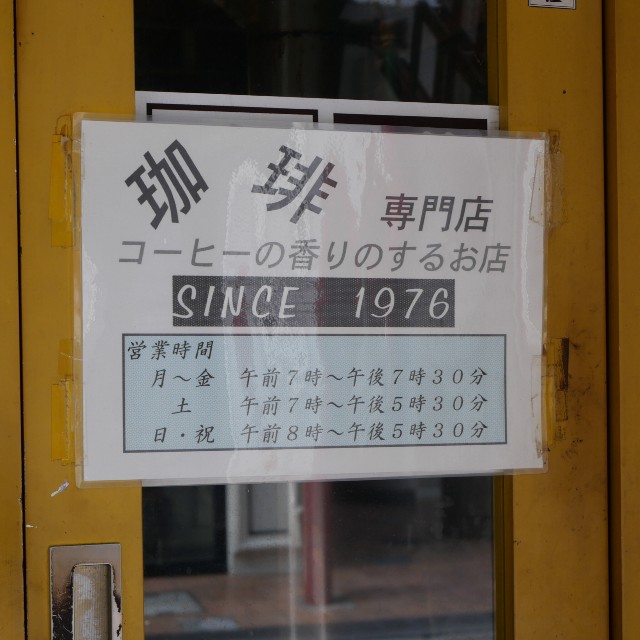 珈琲 専門店
コーヒーの香りのするお店
SINCE 1976
営業時間
月～金 午前7時～午後7時30分
土 午前7時～午後5時30分
日・祝 午前8時～午後5時30分